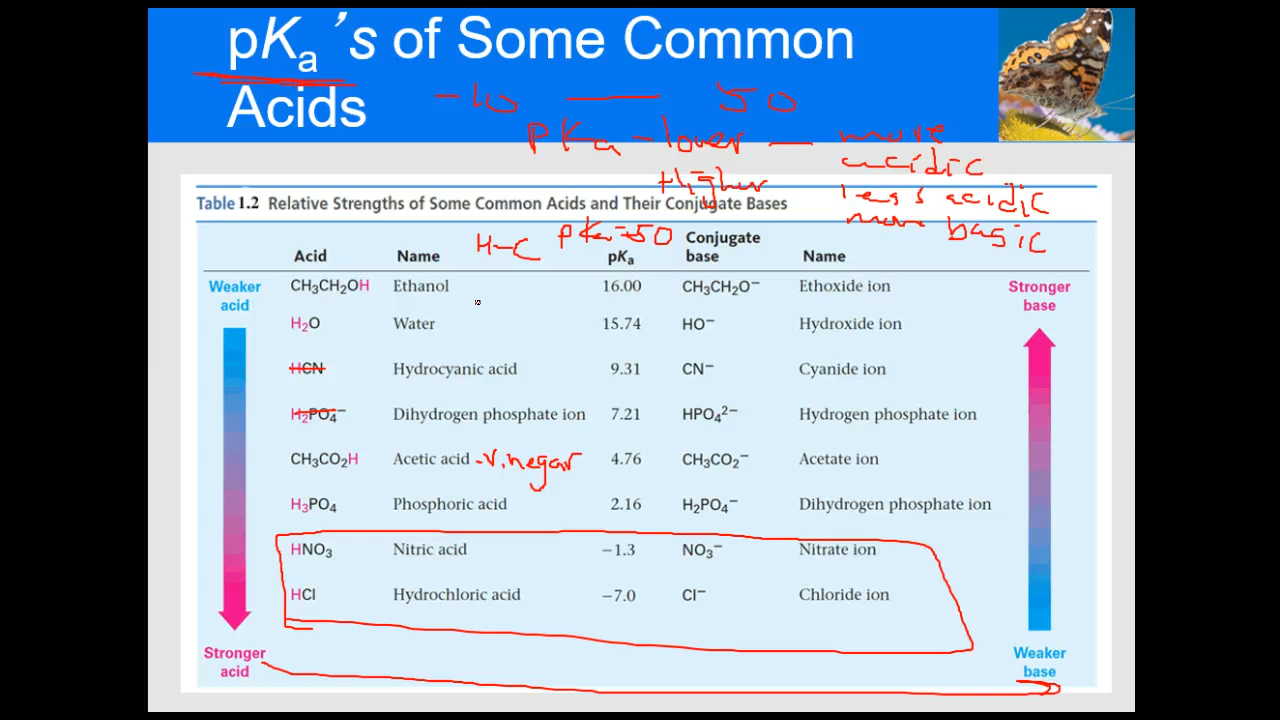 pKa's of Some Common
Acids
-10 — 50
pKa - lower — more
acidic
Higher
less acidic
more basic
Table 1.2 Relative Strengths of Some Common Acids and Their Conjugate Bases
H-C pKa=50
Acid Name pKa Conjugate base Name
Weaker acid
Stronger base
CH₃CH₂OH Ethanol 16.00 CH₃CH₂O⁻ Ethoxide ion
H₂O Water 15.74 HO⁻ Hydroxide ion
HCN Hydrocyanic acid 9.31 CN⁻ Cyanide ion
H₂PO₄⁻ Dihydrogen phosphate ion 7.21 HPO₄²⁻ Hydrogen phosphate ion
CH₃CO₂H Acetic acid -vinegar 4.76 CH₃CO₂⁻ Acetate ion
H₃PO₄ Phosphoric acid 2.16 H₂PO₄⁻ Dihydrogen phosphate ion
HNO₃ Nitric acid −1.3 NO₃⁻ Nitrate ion
HCl Hydrochloric acid −7.0 Cl⁻ Chloride ion
Stronger acid
Weaker base